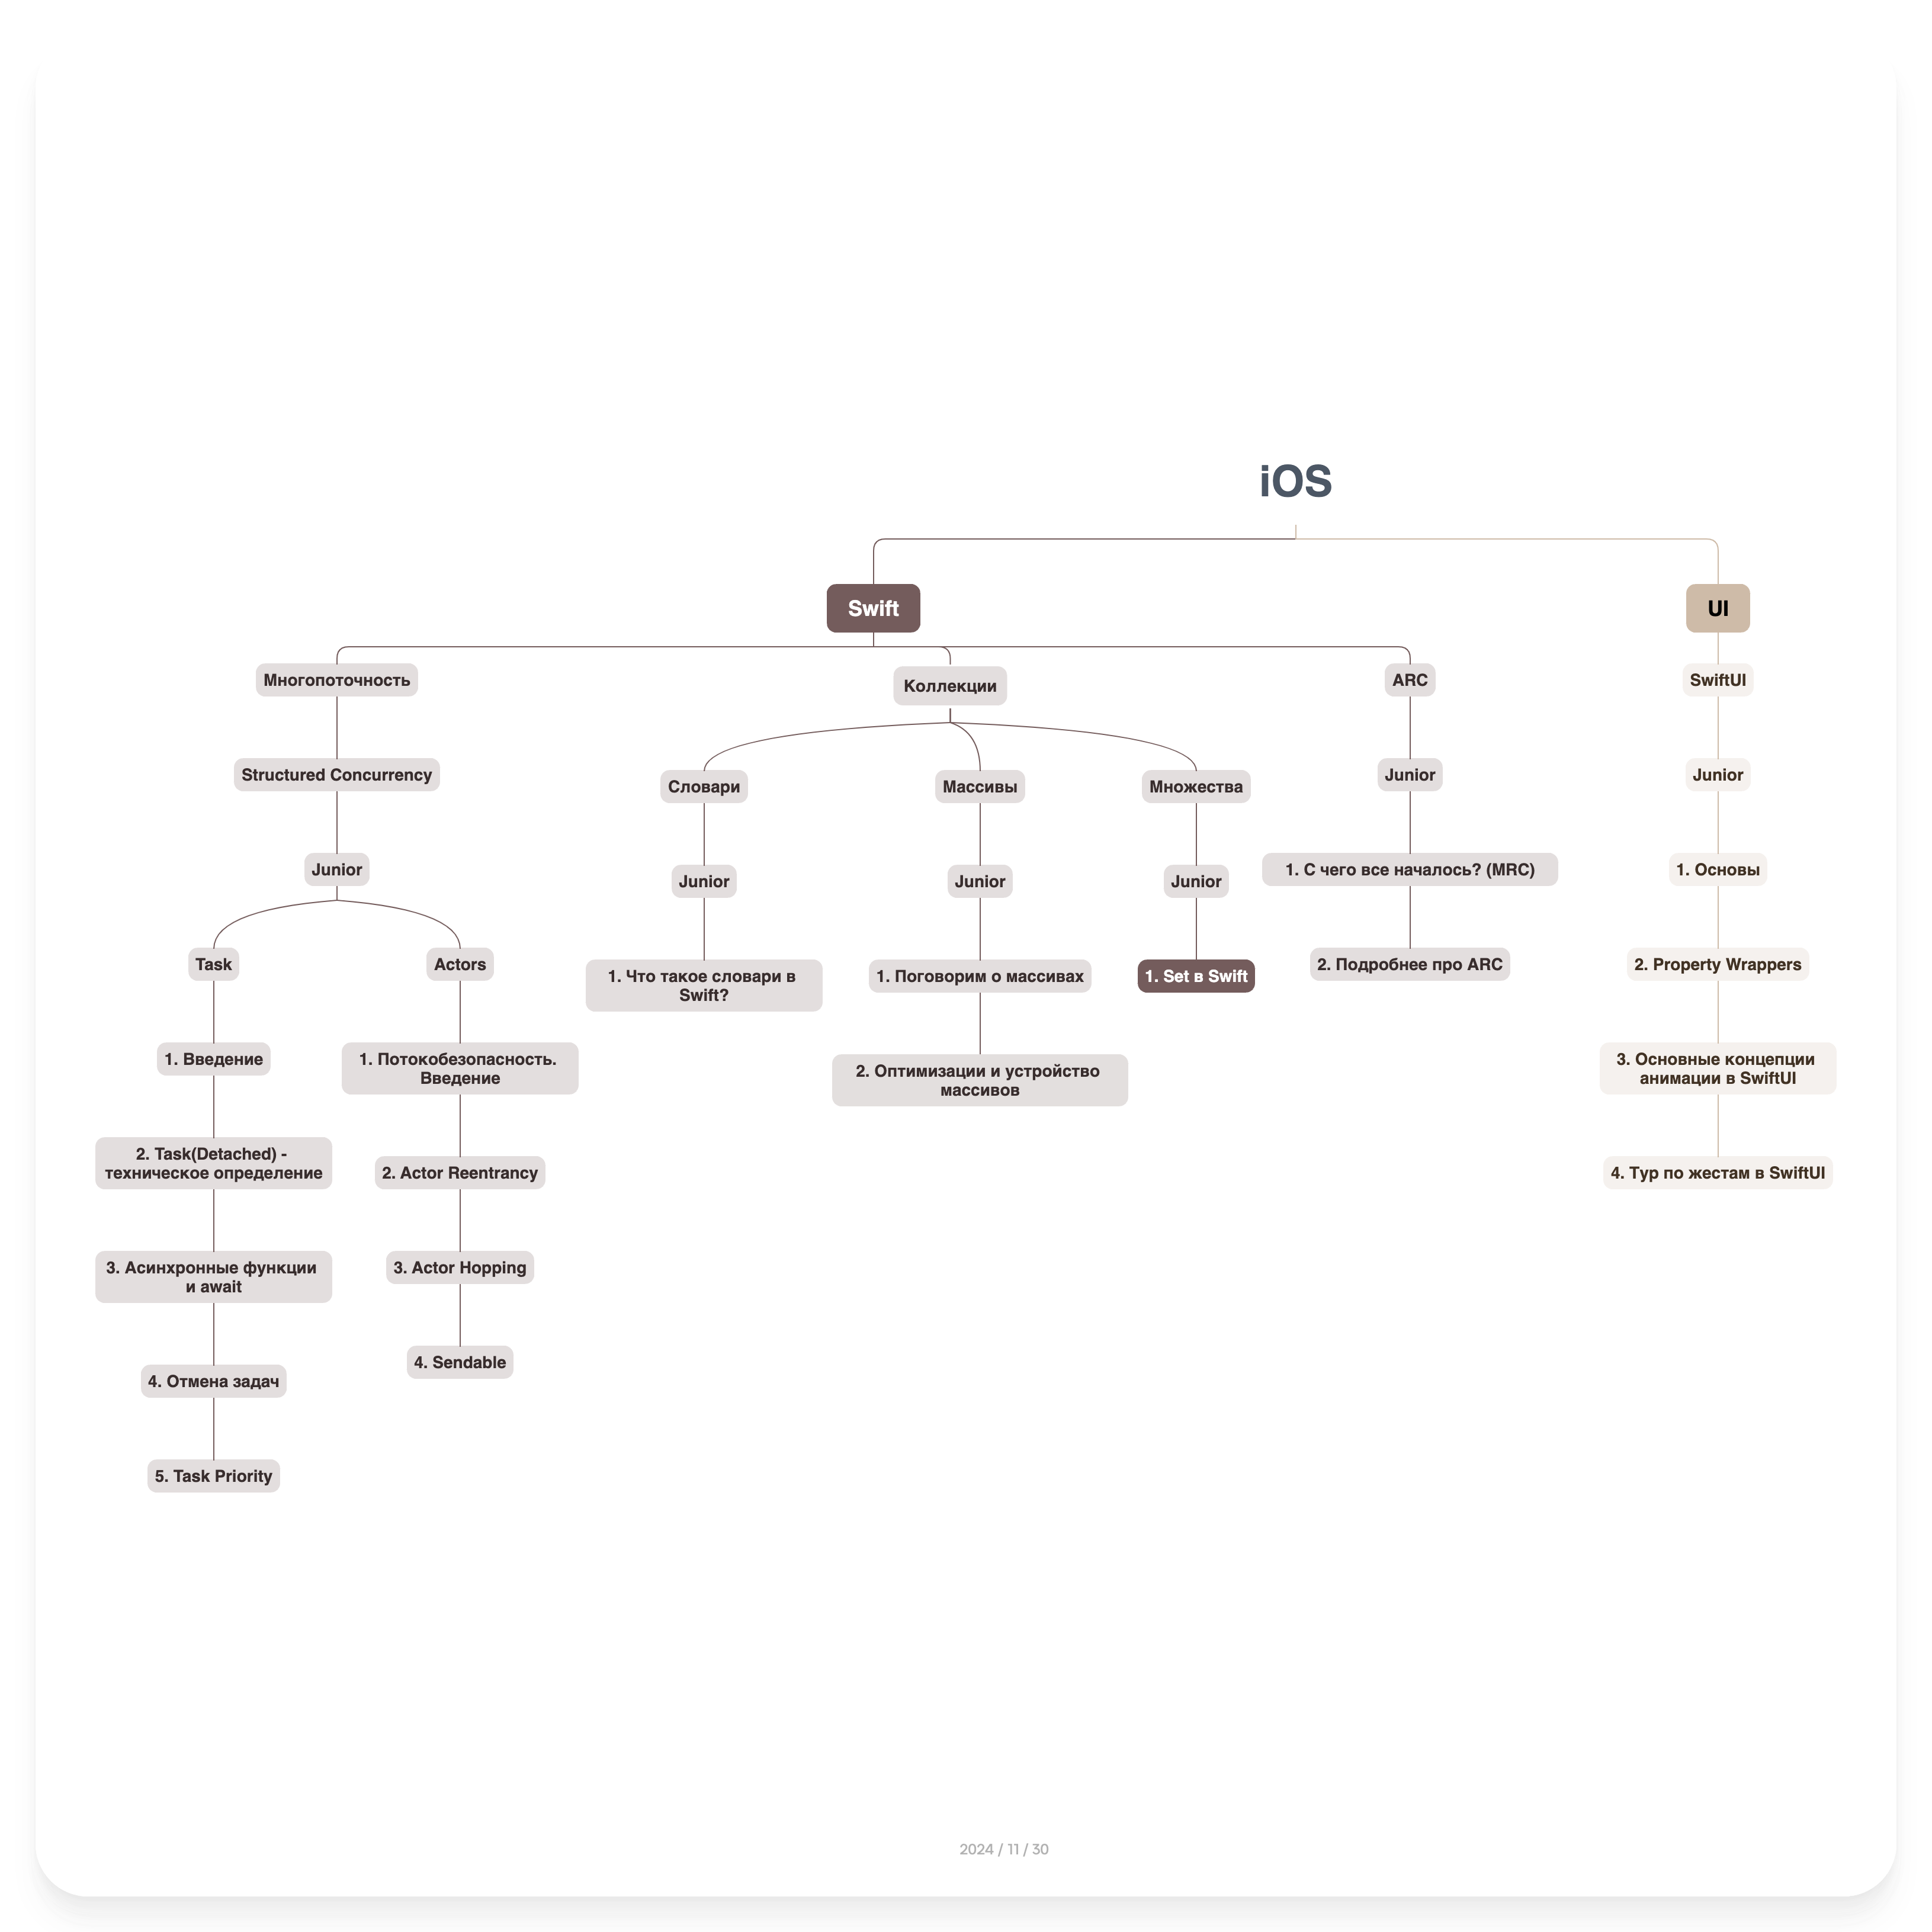 iOS
Swift
UI
Многопоточность
Коллекции
ARC
SwiftUI
Structured Concurrency
Словари
Массивы
Множества
Junior
Junior
Junior
Junior
Junior
Junior
1. С чего все началось? (MRC)
1. Основы
Task
Actors
1. Что такое словари в
Swift?
1. Поговорим о массивах
1. Set в Swift
2. Подробнее про ARC
2. Property Wrappers
1. Введение
1. Потокобезопасность.
Введение
2. Оптимизации и устройство
массивов
3. Основные концепции
анимации в SwiftUI
2. Task(Detached) -
техническое определение
2. Actor Reentrancy
4. Тур по жестам в SwiftUI
3. Асинхронные функции
и await
3. Actor Hopping
4. Отмена задач
4. Sendable
5. Task Priority
2024 / 11 / 30